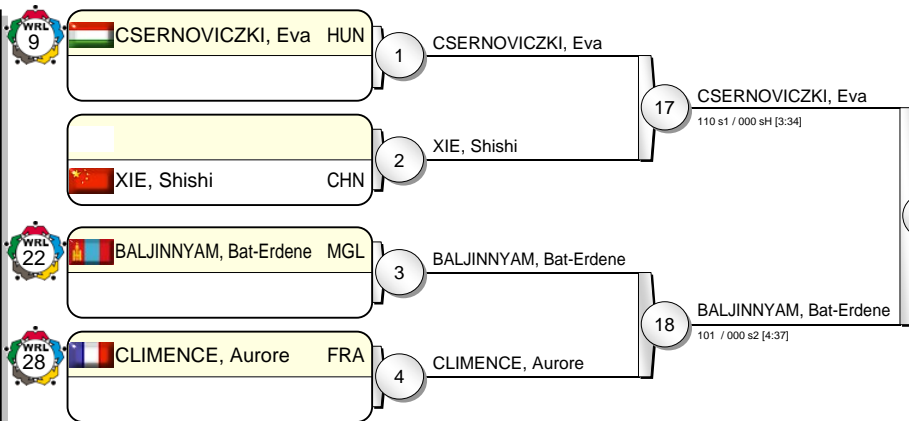 WRL
9
CSERNOVICZKI, Eva HUN
1
CSERNOVICZKI, Eva
17
CSERNOVICZKI, Eva
110 s1 / 000 sH [3:34]
XIE, Shishi CHN
2
XIE, Shishi
WRL
22
BALJINNYAM, Bat-Erdene MGL
3
BALJINNYAM, Bat-Erdene
18
BALJINNYAM, Bat-Erdene
101 / 000 s2 [4:37]
WRL
28
CLIMENCE, Aurore FRA
4
CLIMENCE, Aurore